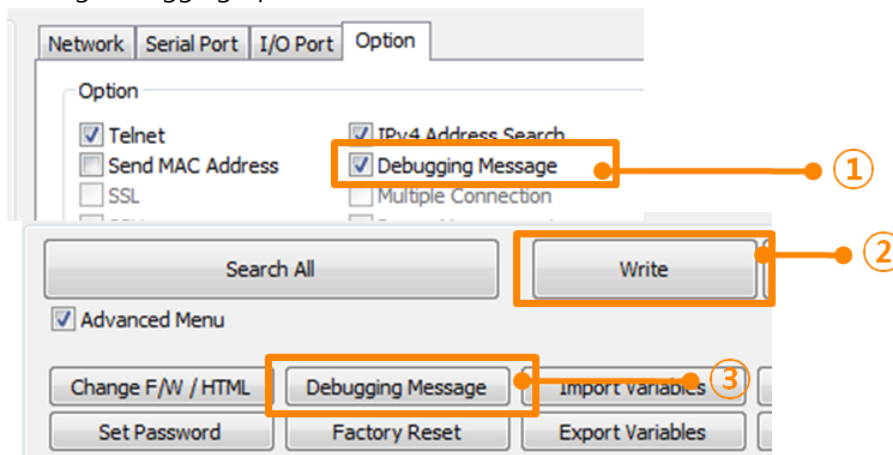 Network Serial Port I/O Port Option
Option
Telnet IPv4 Address Search
Send MAC Address Debugging Message ①
SSL Multiple Connection
Search All Write ②
Advanced Menu
Change F/W / HTML Debugging Message Import Variables ③
Set Password Factory Reset Export Variables